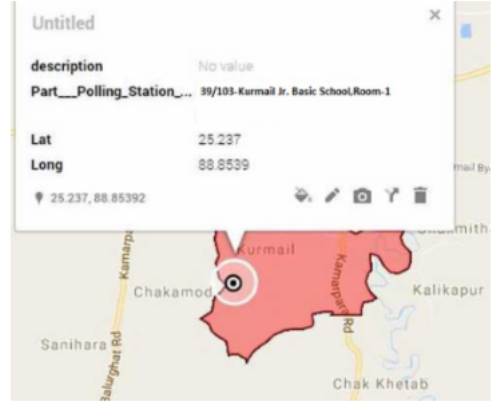 Untitled
×
description No value
Part___Polling_Station_... 39/103-Kurmail Jr. Basic School,Room-1
Lat 25.237
Long 88.8539
25.237, 88.85392
Kurmail
Chakamod
Kamarpara Rd
Kalikapur
Sanihara
Balurghat Rd
Chak Khetab